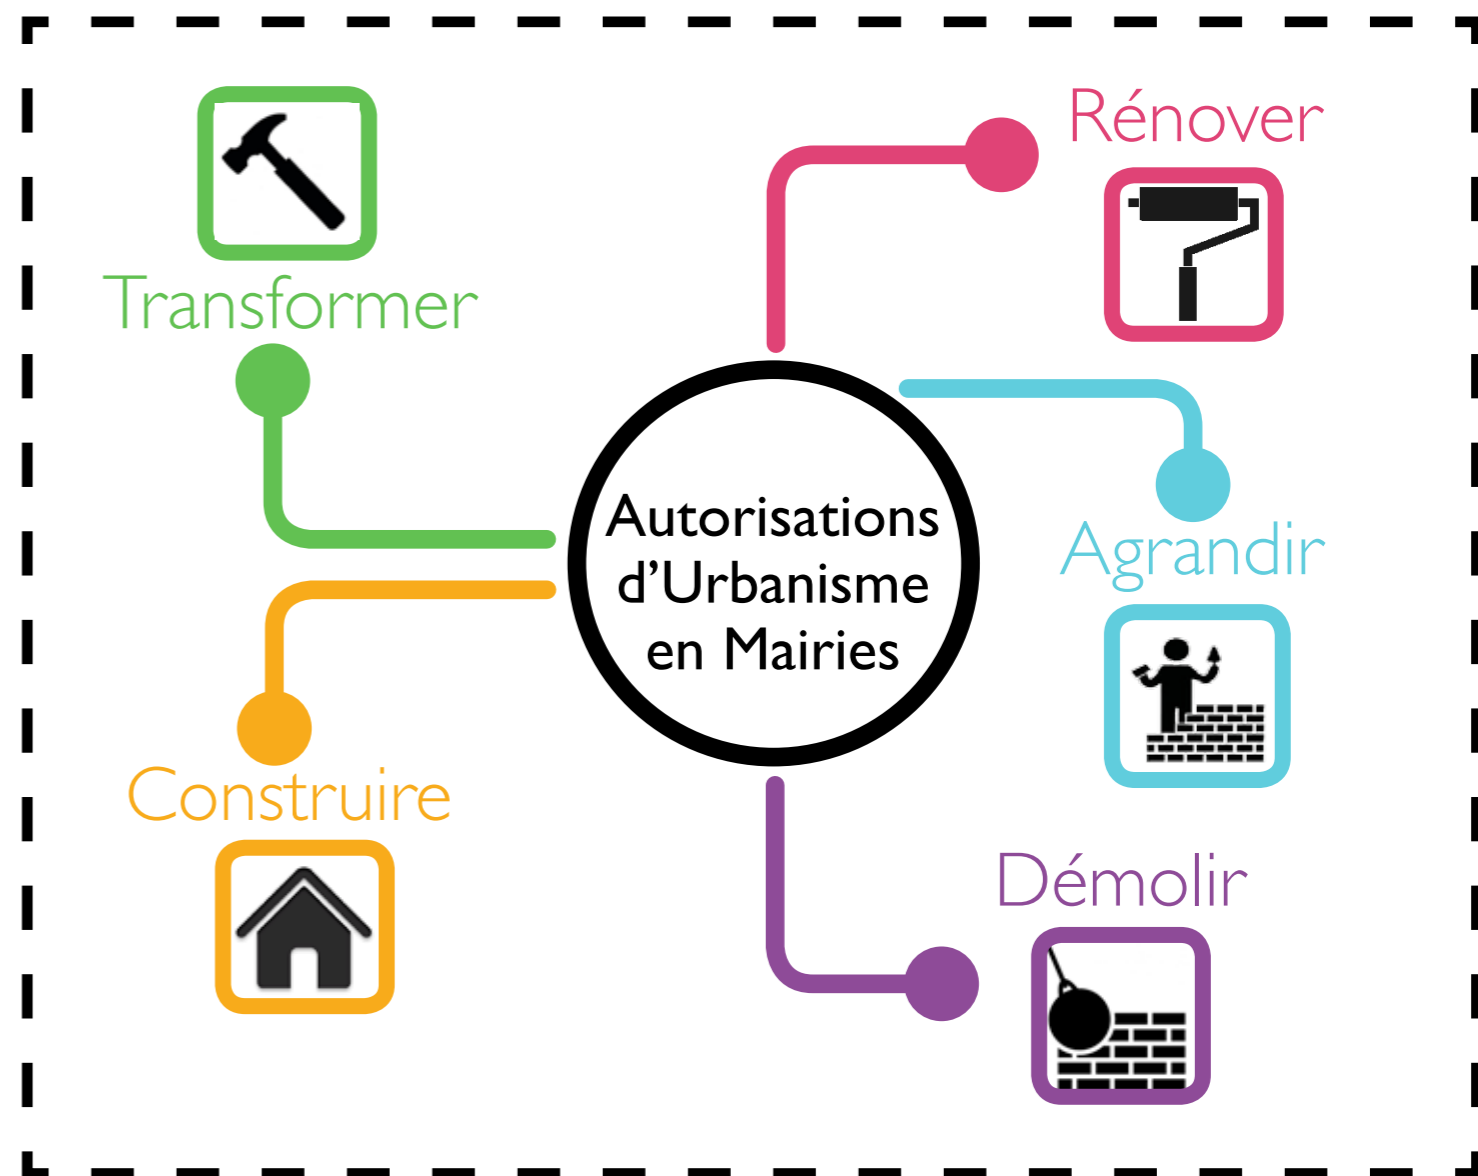 Transformer
Rénover
Autorisations
d’Urbanisme
en Mairies
Agrandir
Construire
Démolir